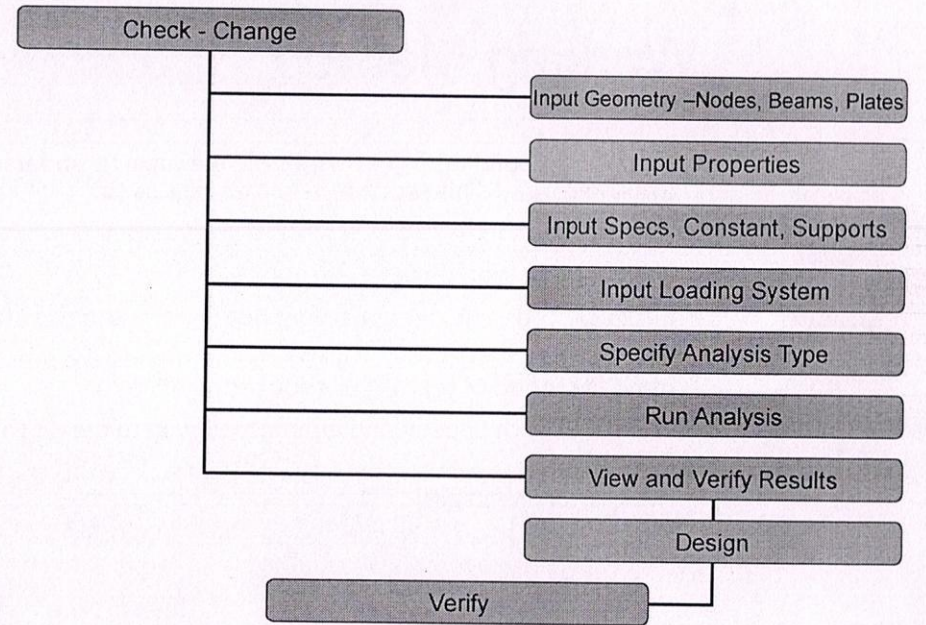 Check - Change
Input Geometry –Nodes, Beams, Plates
Input Properties
Input Specs, Constant, Supports
Input Loading System
Specify Analysis Type
Run Analysis
View and Verify Results
Design
Verify